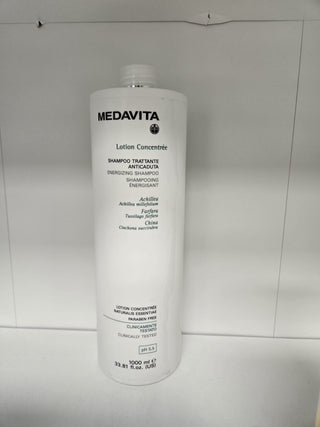 MEDAVITA
Lotion Concentrée
SHAMPOO TRATTANTE
ANTICADUTA
ENERGIZING SHAMPOO
SHAMPOOING
ÉNERGISANT
Achillea
Achillea millefolium
Farfara
Tussilago farfara
China
Cinchona succirubra
LOTION CONCENTRÉE
NATURALIS ESSENTIAE
PARABEN FREE
CLINICAMENTE
TESTATO
CLINICALLY TESTED
pH 5.5
1000 ml e
33.81 fl.oz. (US)